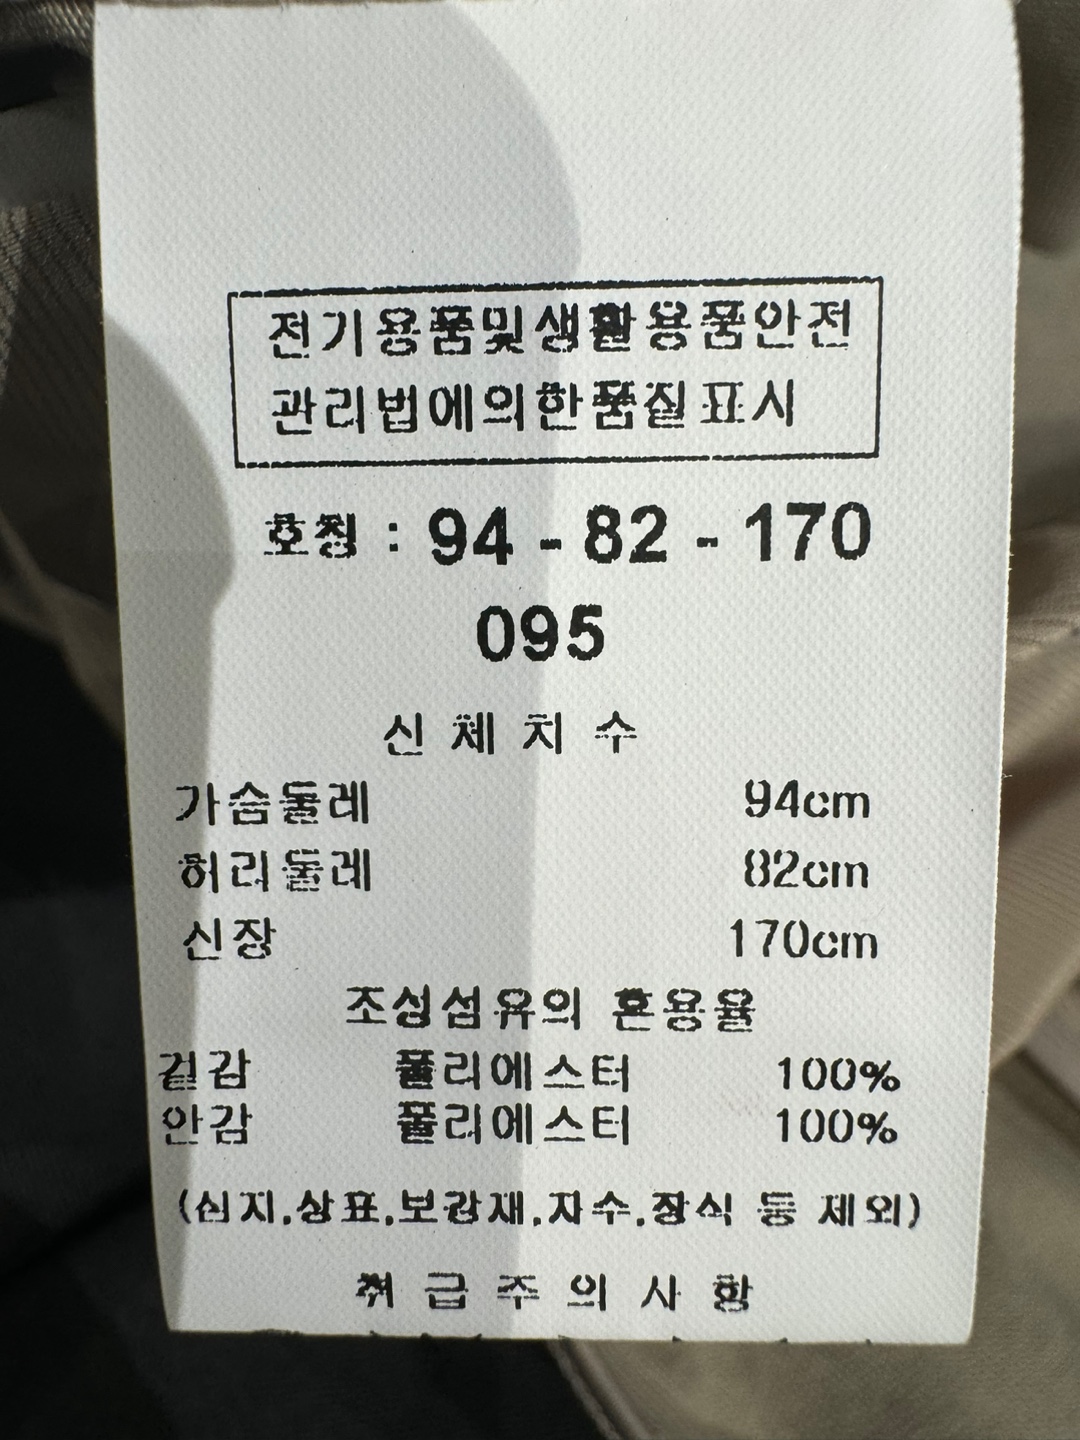 전기용품및생활용품안전
관리법에의한품질표시
호칭 : 94 - 82 - 170
095
신 체 치 수
가슴둘레 94cm
허리둘레 82cm
신장 170cm
조성섬유의 혼용율
겉감 폴리에스터 100%
안감 폴리에스터 100%
(심지,상표,보강재,자수,장식 등 제외)
취 급 주 의 사 항